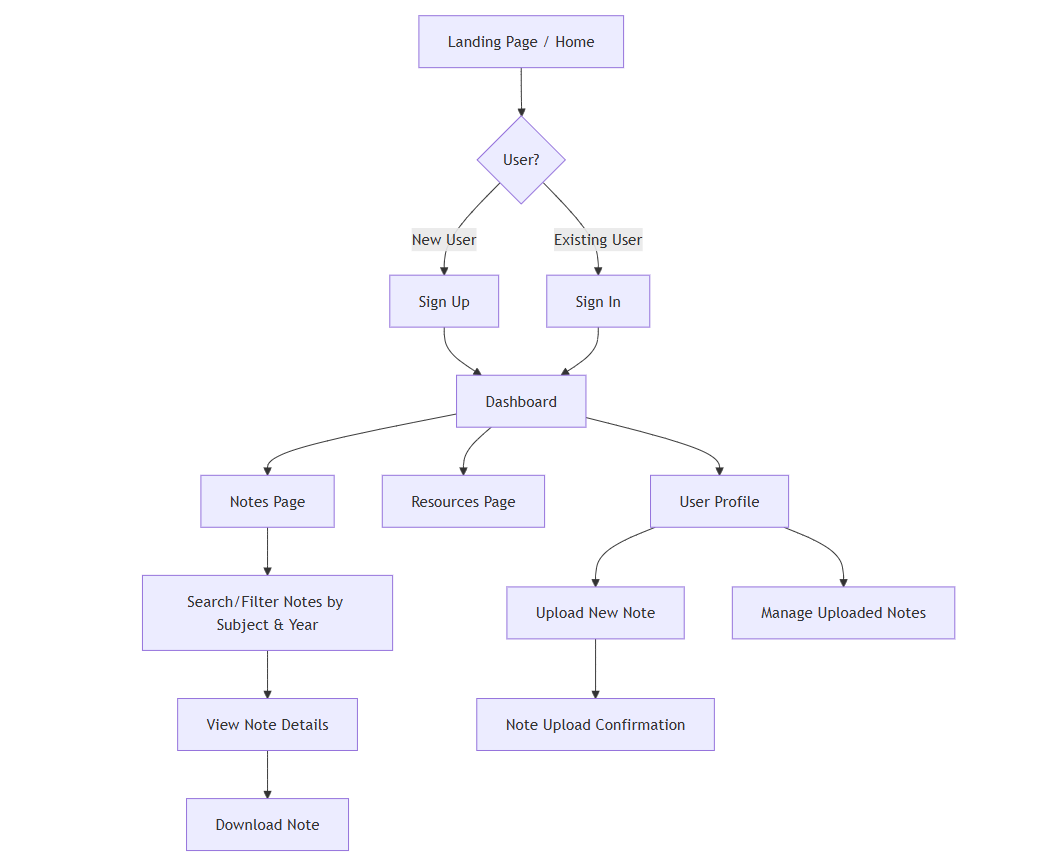 Landing Page / Home
User?
New User
Existing User
Sign Up
Sign In
Dashboard
Notes Page
Resources Page
User Profile
Search/Filter Notes by
Subject & Year
Upload New Note
Manage Uploaded Notes
View Note Details
Note Upload Confirmation
Download Note